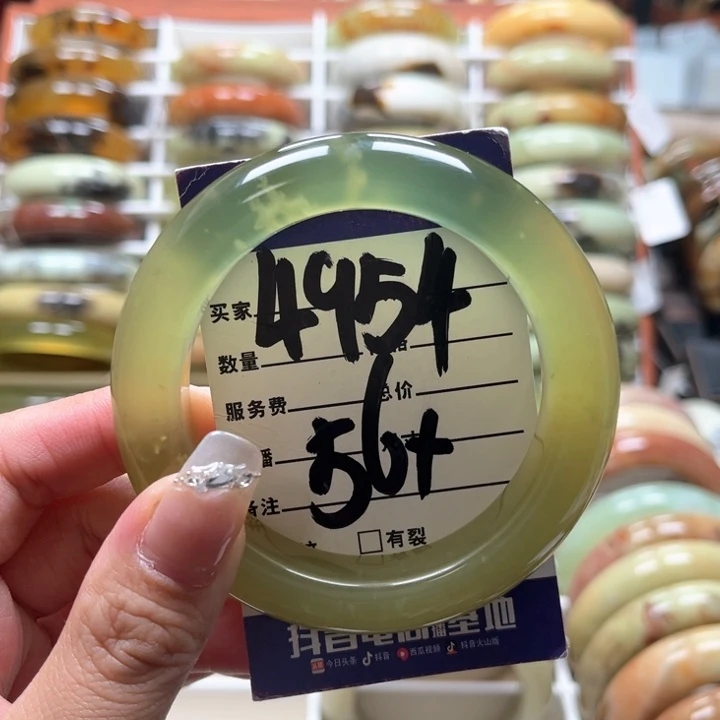 4954
买家
数量
服务费
总价
播
56+
备注
有裂
抖音电商直播基地
今日头条 抖音 西瓜视频 抖音火山版